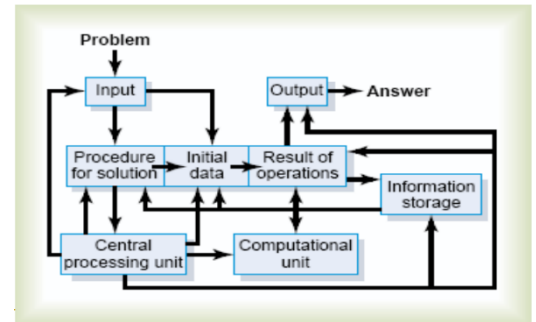 Problem
Input
Output
Answer
Procedure
for solution
Initial
data
Result of
operations
Information
storage
Central
processing unit
Computational
unit